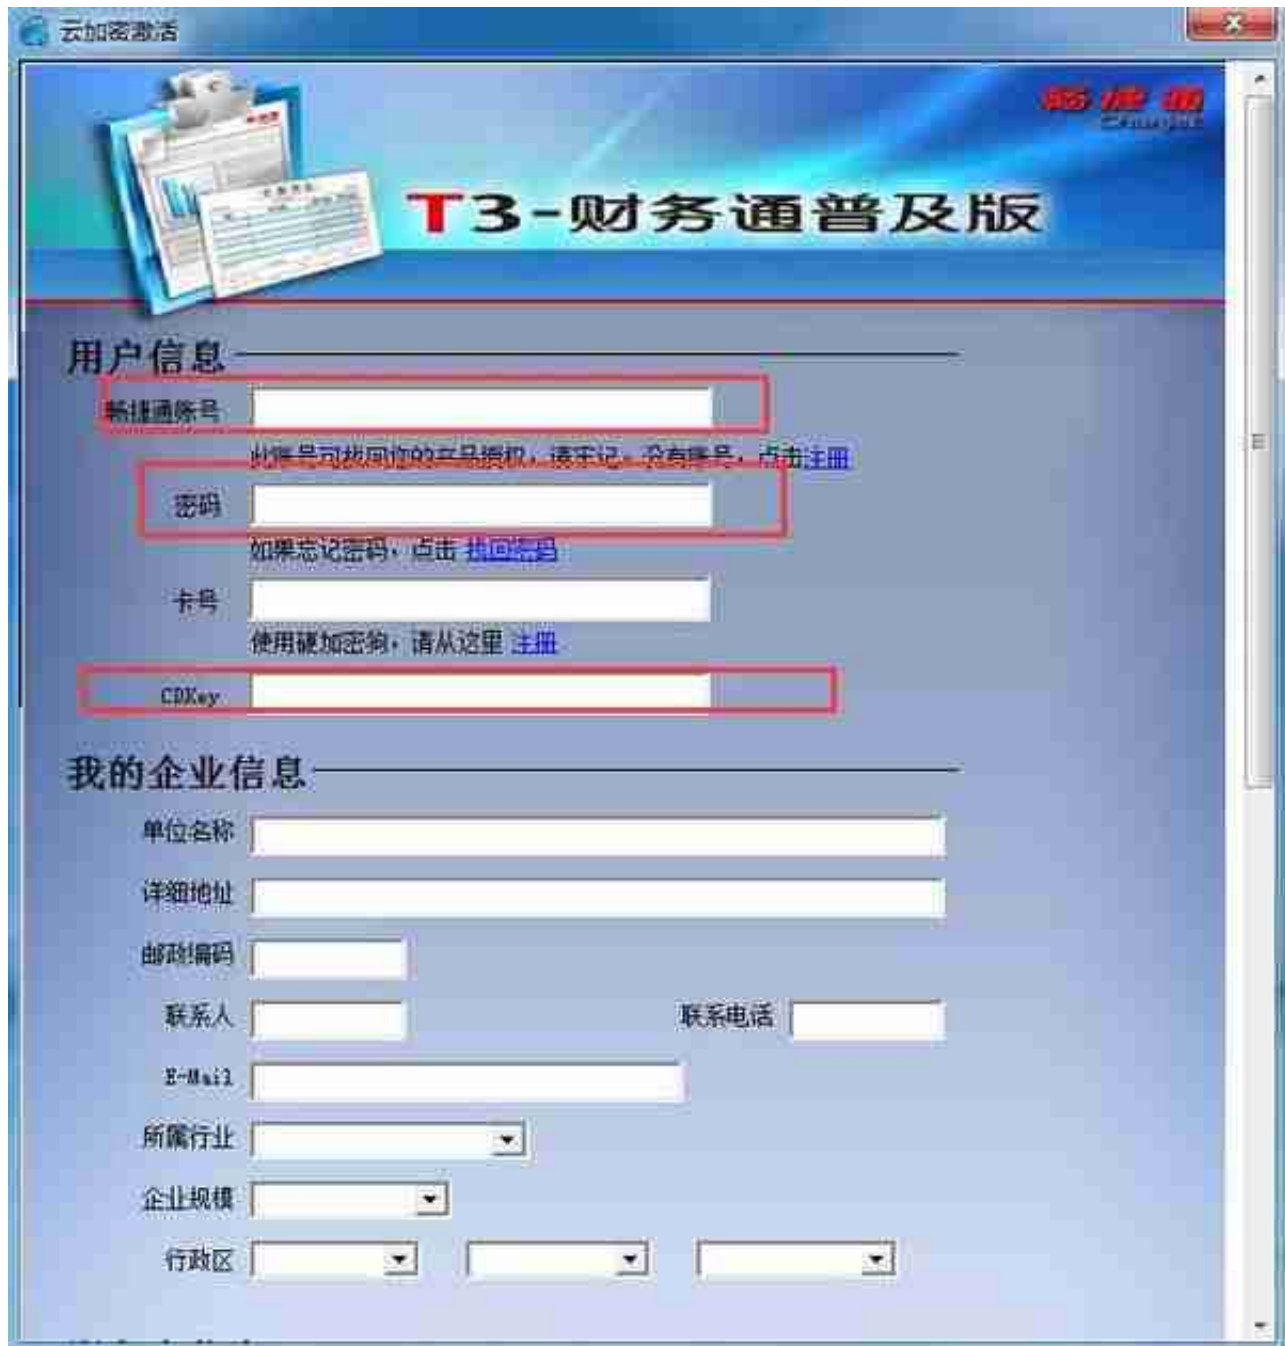 云加密激活
畅捷通
Chanjet
T3-财务通普及版
用户信息
畅捷通账号
此账号可找回你的产品授权，请牢记。没有账号，点击注册
密码
如果忘记密码，点击 找回密码
卡号
使用硬加密狗，请从这里 注册
CDKey
我的企业信息
单位名称
详细地址
邮政编码
联系人 联系电话
E-Mail
所属行业
企业规模
行政区